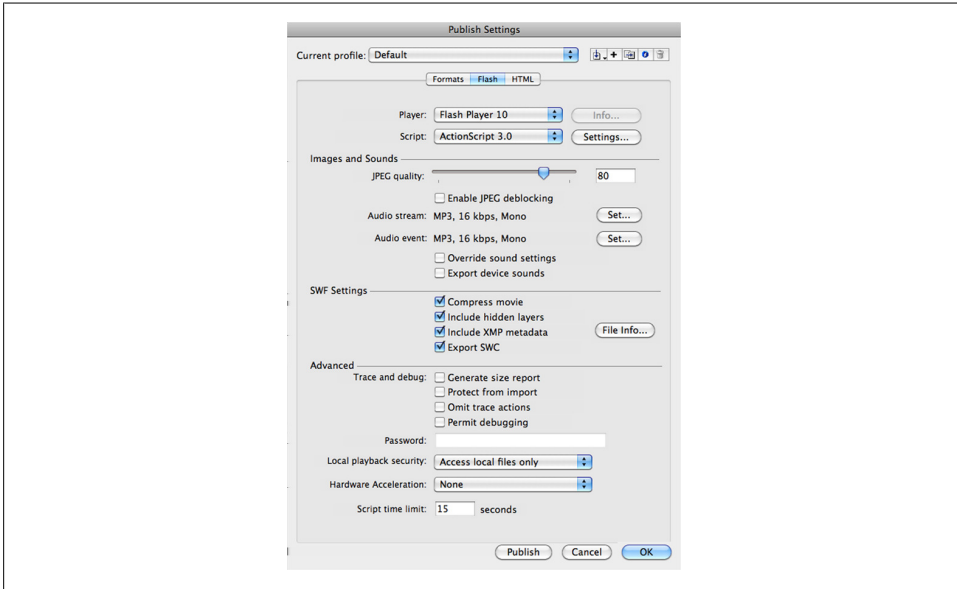 Publish Settings
Current profile: Default
Formats Flash HTML
Player: Flash Player 10 Info...
Script: ActionScript 3.0 Settings...
Images and Sounds
JPEG quality: 80
Enable JPEG deblocking
Audio stream: MP3, 16 kbps, Mono Set...
Audio event: MP3, 16 kbps, Mono Set...
Override sound settings
Export device sounds
SWF Settings
Compress movie
Include hidden layers
Include XMP metadata File Info...
Export SWC
Advanced
Trace and debug: Generate size report
Protect from import
Omit trace actions
Permit debugging
Password:
Local playback security: Access local files only
Hardware Acceleration: None
Script time limit: 15 seconds
Publish Cancel OK